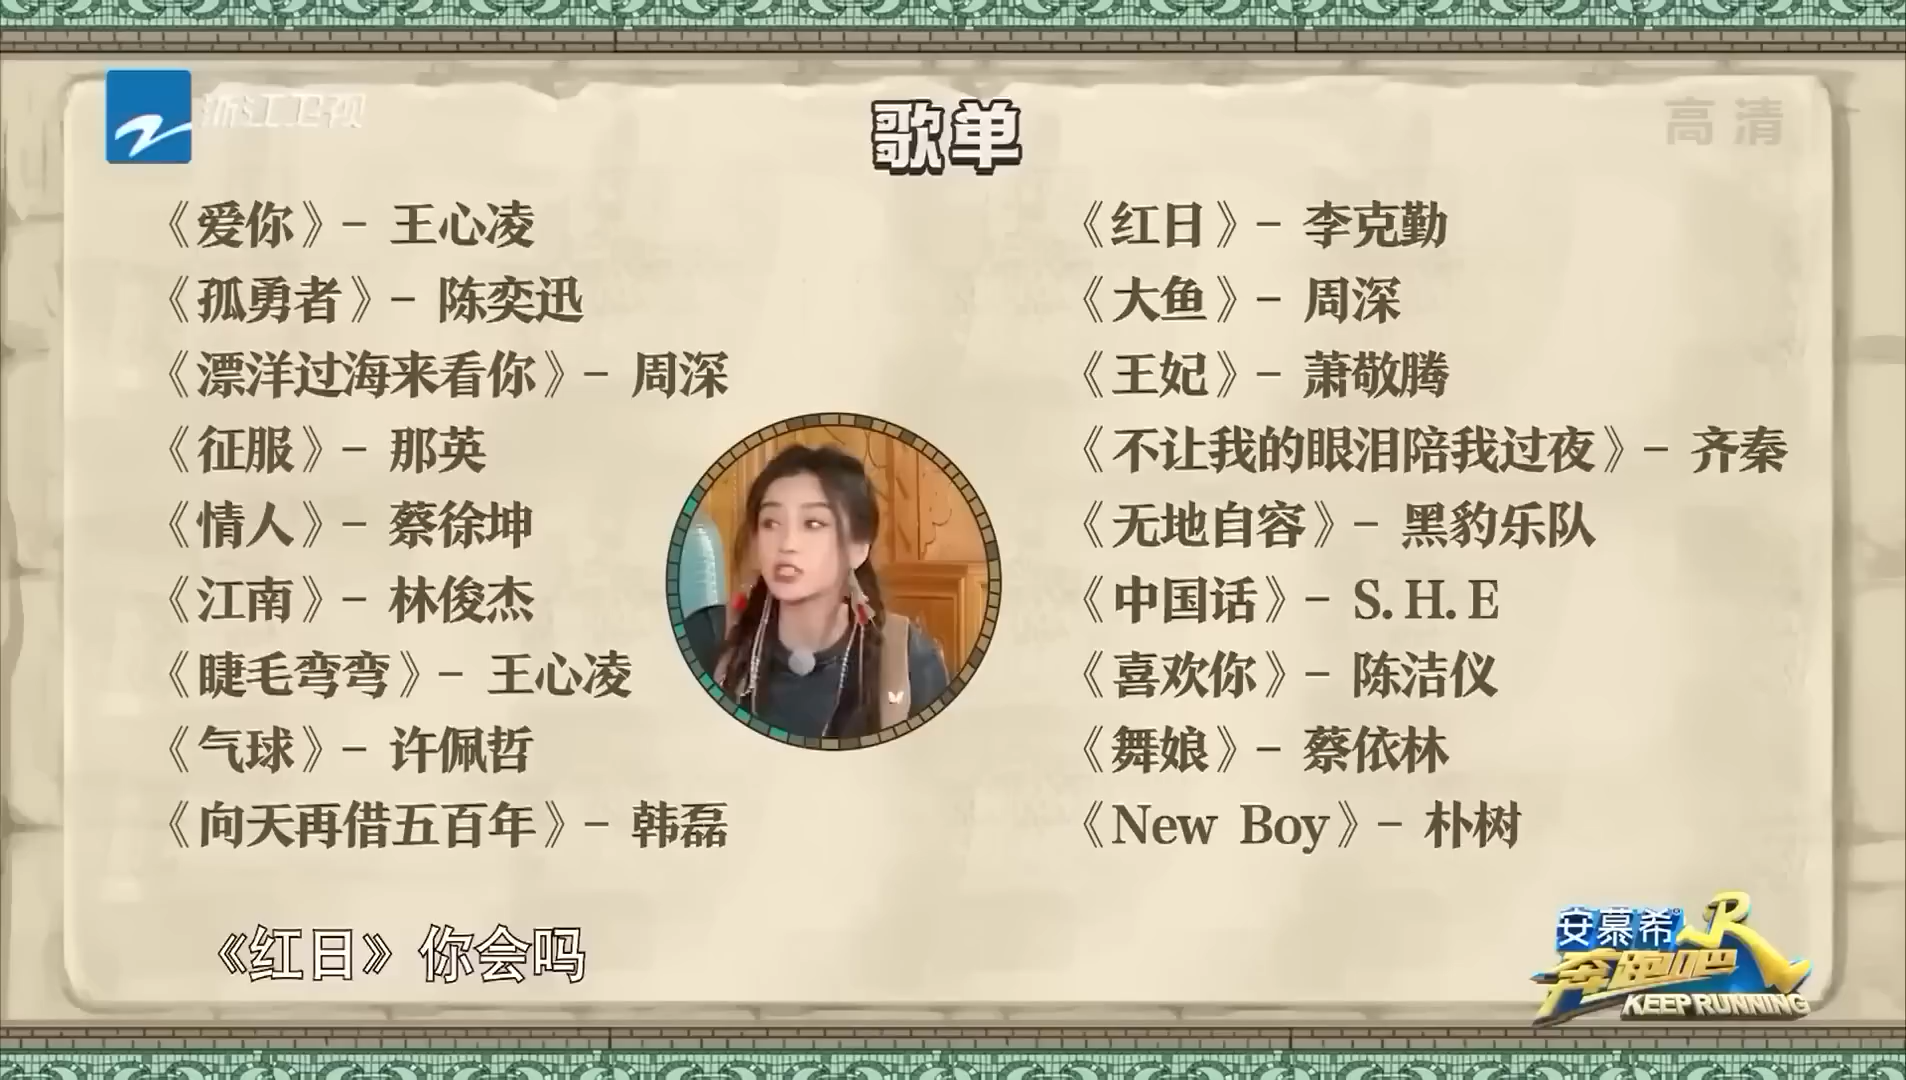 浙江卫视
高清
歌单
《爱你》- 王心凌
《孤勇者》- 陈奕迅
《漂洋过海来看你》- 周深
《征服》- 那英
《情人》- 蔡徐坤
《江南》- 林俊杰
《睫毛弯弯》- 王心凌
《气球》- 许佩哲
《向天再借五百年》- 韩磊
《红日》- 李克勤
《大鱼》- 周深
《王妃》- 萧敬腾
《不让我的眼泪陪我过夜》- 齐秦
《无地自容》- 黑豹乐队
《中国话》- S.H.E
《喜欢你》- 陈洁仪
《舞娘》- 蔡依林
《New Boy》- 朴树
《红日》你会吗
安慕希
奔跑吧
KEEP RUNNING